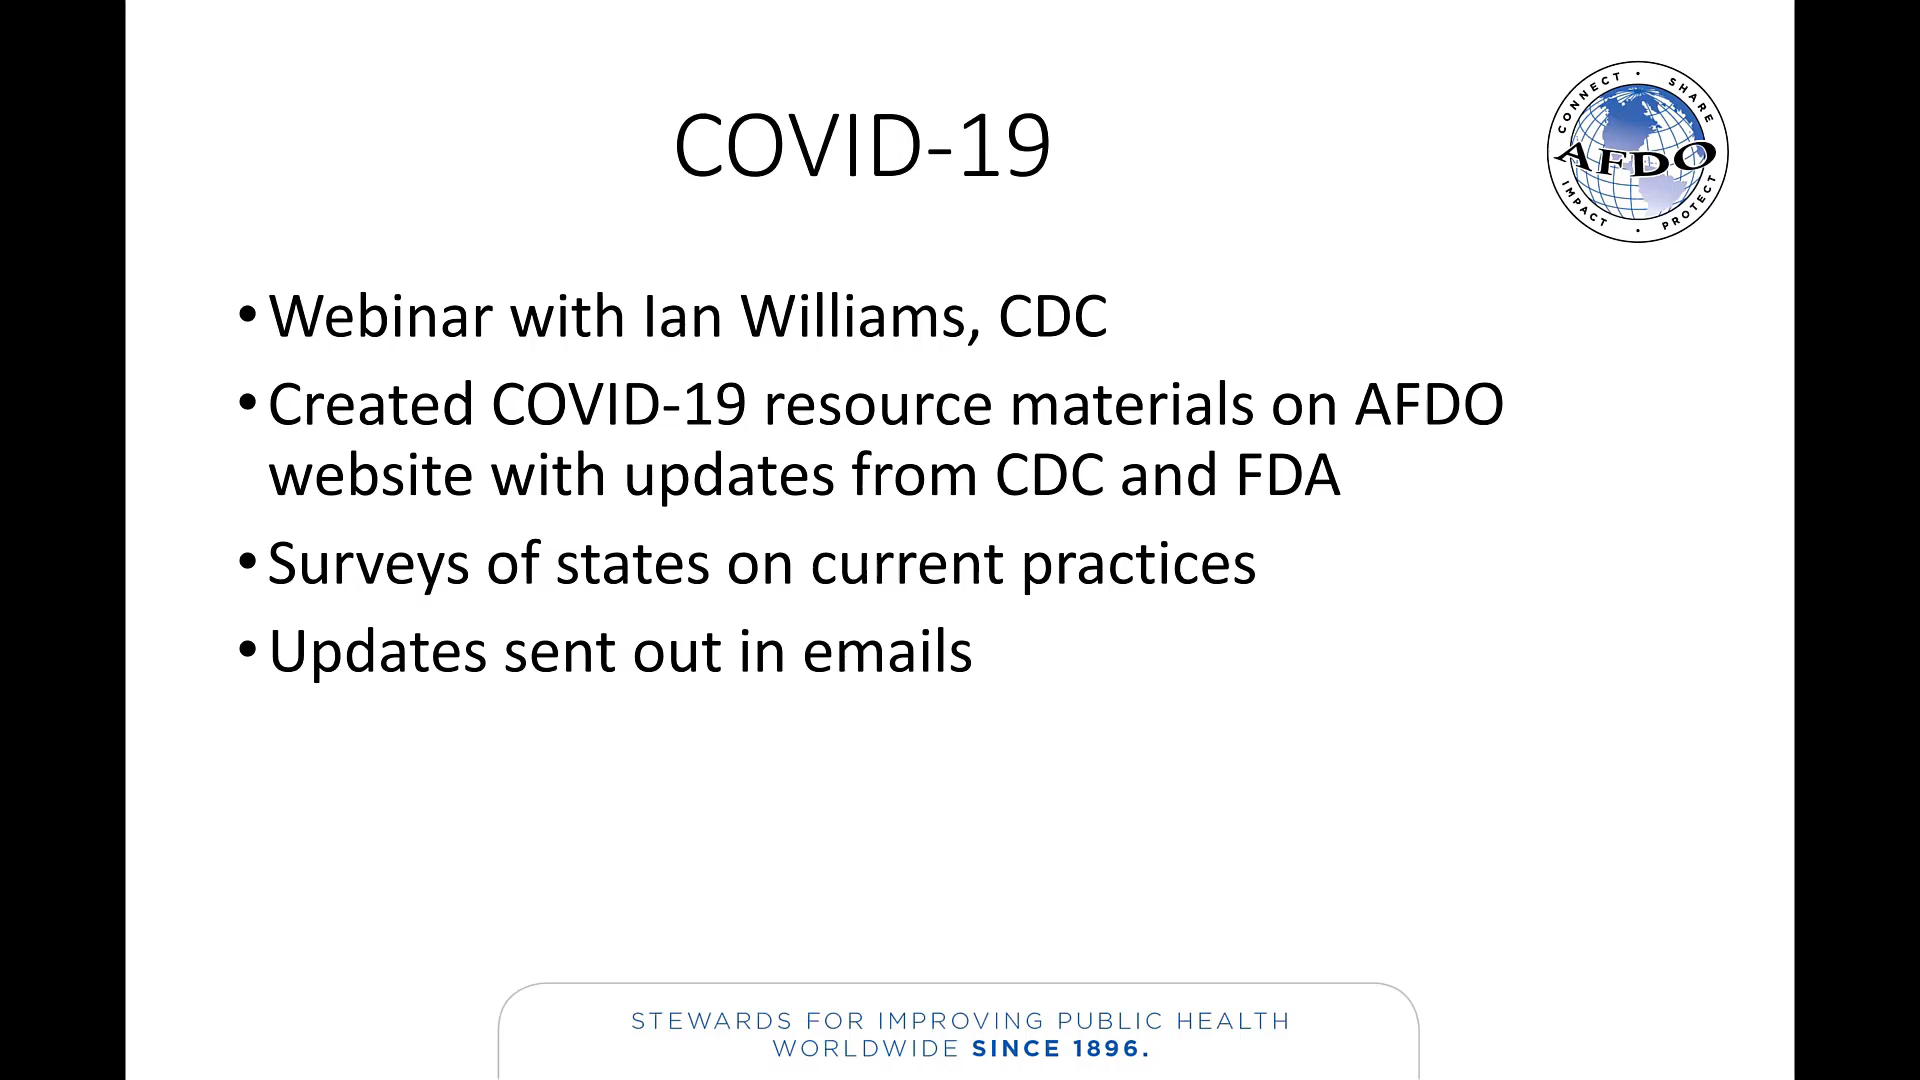 COVID-19
CONNECT • SHARE
AFDO
IMPACT • PROTECT
• Webinar with Ian Williams, CDC
• Created COVID-19 resource materials on AFDO
website with updates from CDC and FDA
• Surveys of states on current practices
• Updates sent out in emails
STEWARDS FOR IMPROVING PUBLIC HEALTH
WORLDWIDE SINCE 1896.